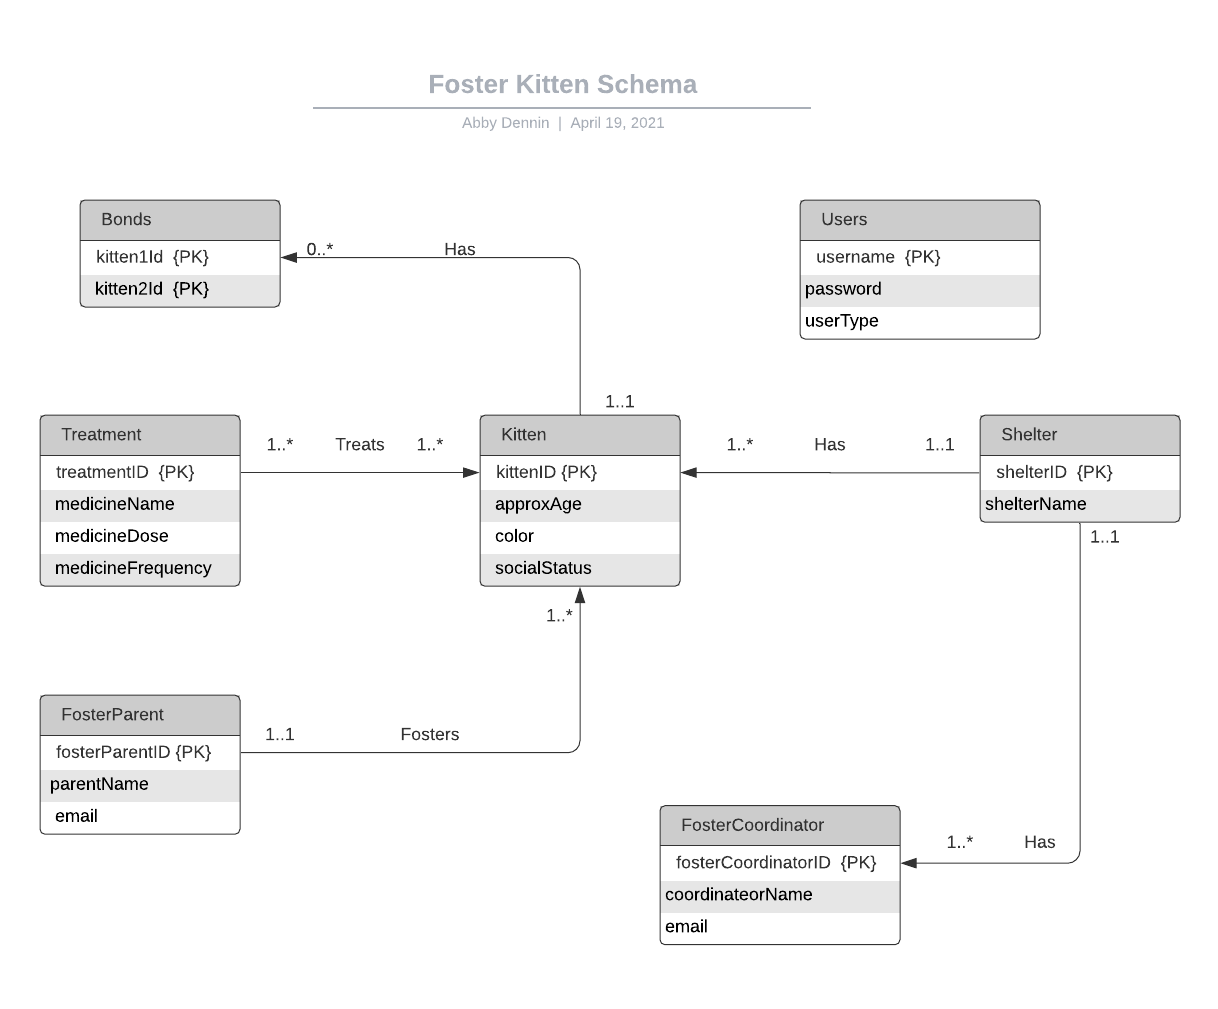 Foster Kitten Schema
Abby Dennin | April 19, 2021
Bonds
kitten1Id {PK}
kitten2Id {PK}
0..*
Has
1..1
Users
username {PK}
password
userType
Treatment
treatmentID {PK}
medicineName
medicineDose
medicineFrequency
1..*
Treats
1..*
Kitten
kittenID {PK}
approxAge
color
socialStatus
1..*
Has
1..1
Shelter
shelterID {PK}
shelterName
1..1
1..*
FosterParent
fosterParentID {PK}
parentName
email
1..1
Fosters
FosterCoordinator
fosterCoordinatorID {PK}
coordinateorName
email
1..*
Has